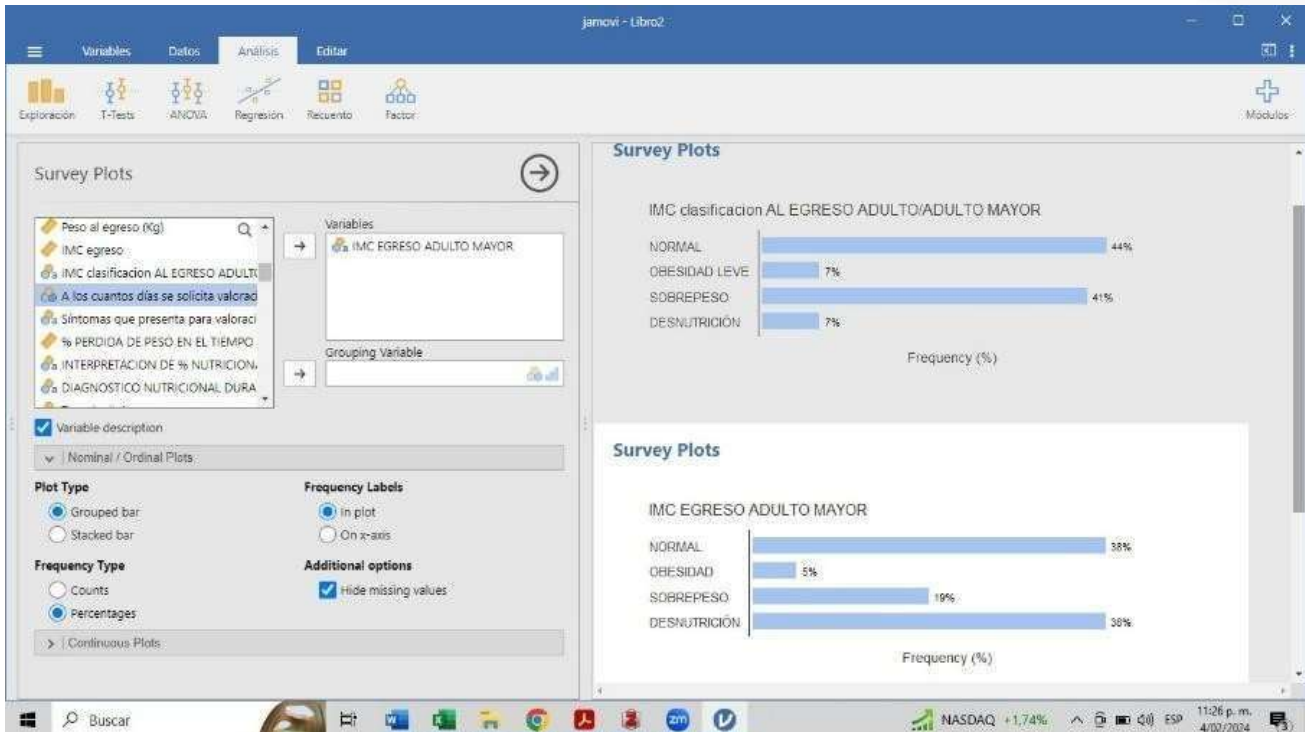 jamovi - Libro2
Variables Datos Análisis Editar
Exploración T-Tests ANOVA Regresión Recuento Factor Módulos
Survey Plots
Peso al egreso (Kg)
IMC egreso
IMC clasificacion AL EGRESO ADULTO
A los cuantos días se solicita valoraci
Síntomas que presenta para valoraci
% PERDIDA DE PESO EN EL TIEMPO
INTERPRETACION DE % NUTRICION
DIAGNOSTICO NUTRICIONAL DURA
Variables
IMC EGRESO ADULTO MAYOR
Grouping Variable
Variable description
Nominal / Ordinal Plots
Plot Type
Grouped bar
Stacked bar
Frequency Labels
In plot
On x-axis
Frequency Type
Counts
Percentages
Additional options
Hide missing values
Continuous Plots
Survey Plots
IMC clasificacion AL EGRESO ADULTO/ADULTO MAYOR
NORMAL 44%
OBESIDAD LEVE 7%
SOBREPESO 41%
DESNUTRICIÓN 7%
Frequency (%)
Survey Plots
IMC EGRESO ADULTO MAYOR
NORMAL 38%
OBESIDAD 5%
SOBREPESO 19%
DESNUTRICIÓN 38%
Frequency (%)
Buscar
zm
NASDAQ +1,74%
ESP
11:26 p. m.
4/02/2024
3